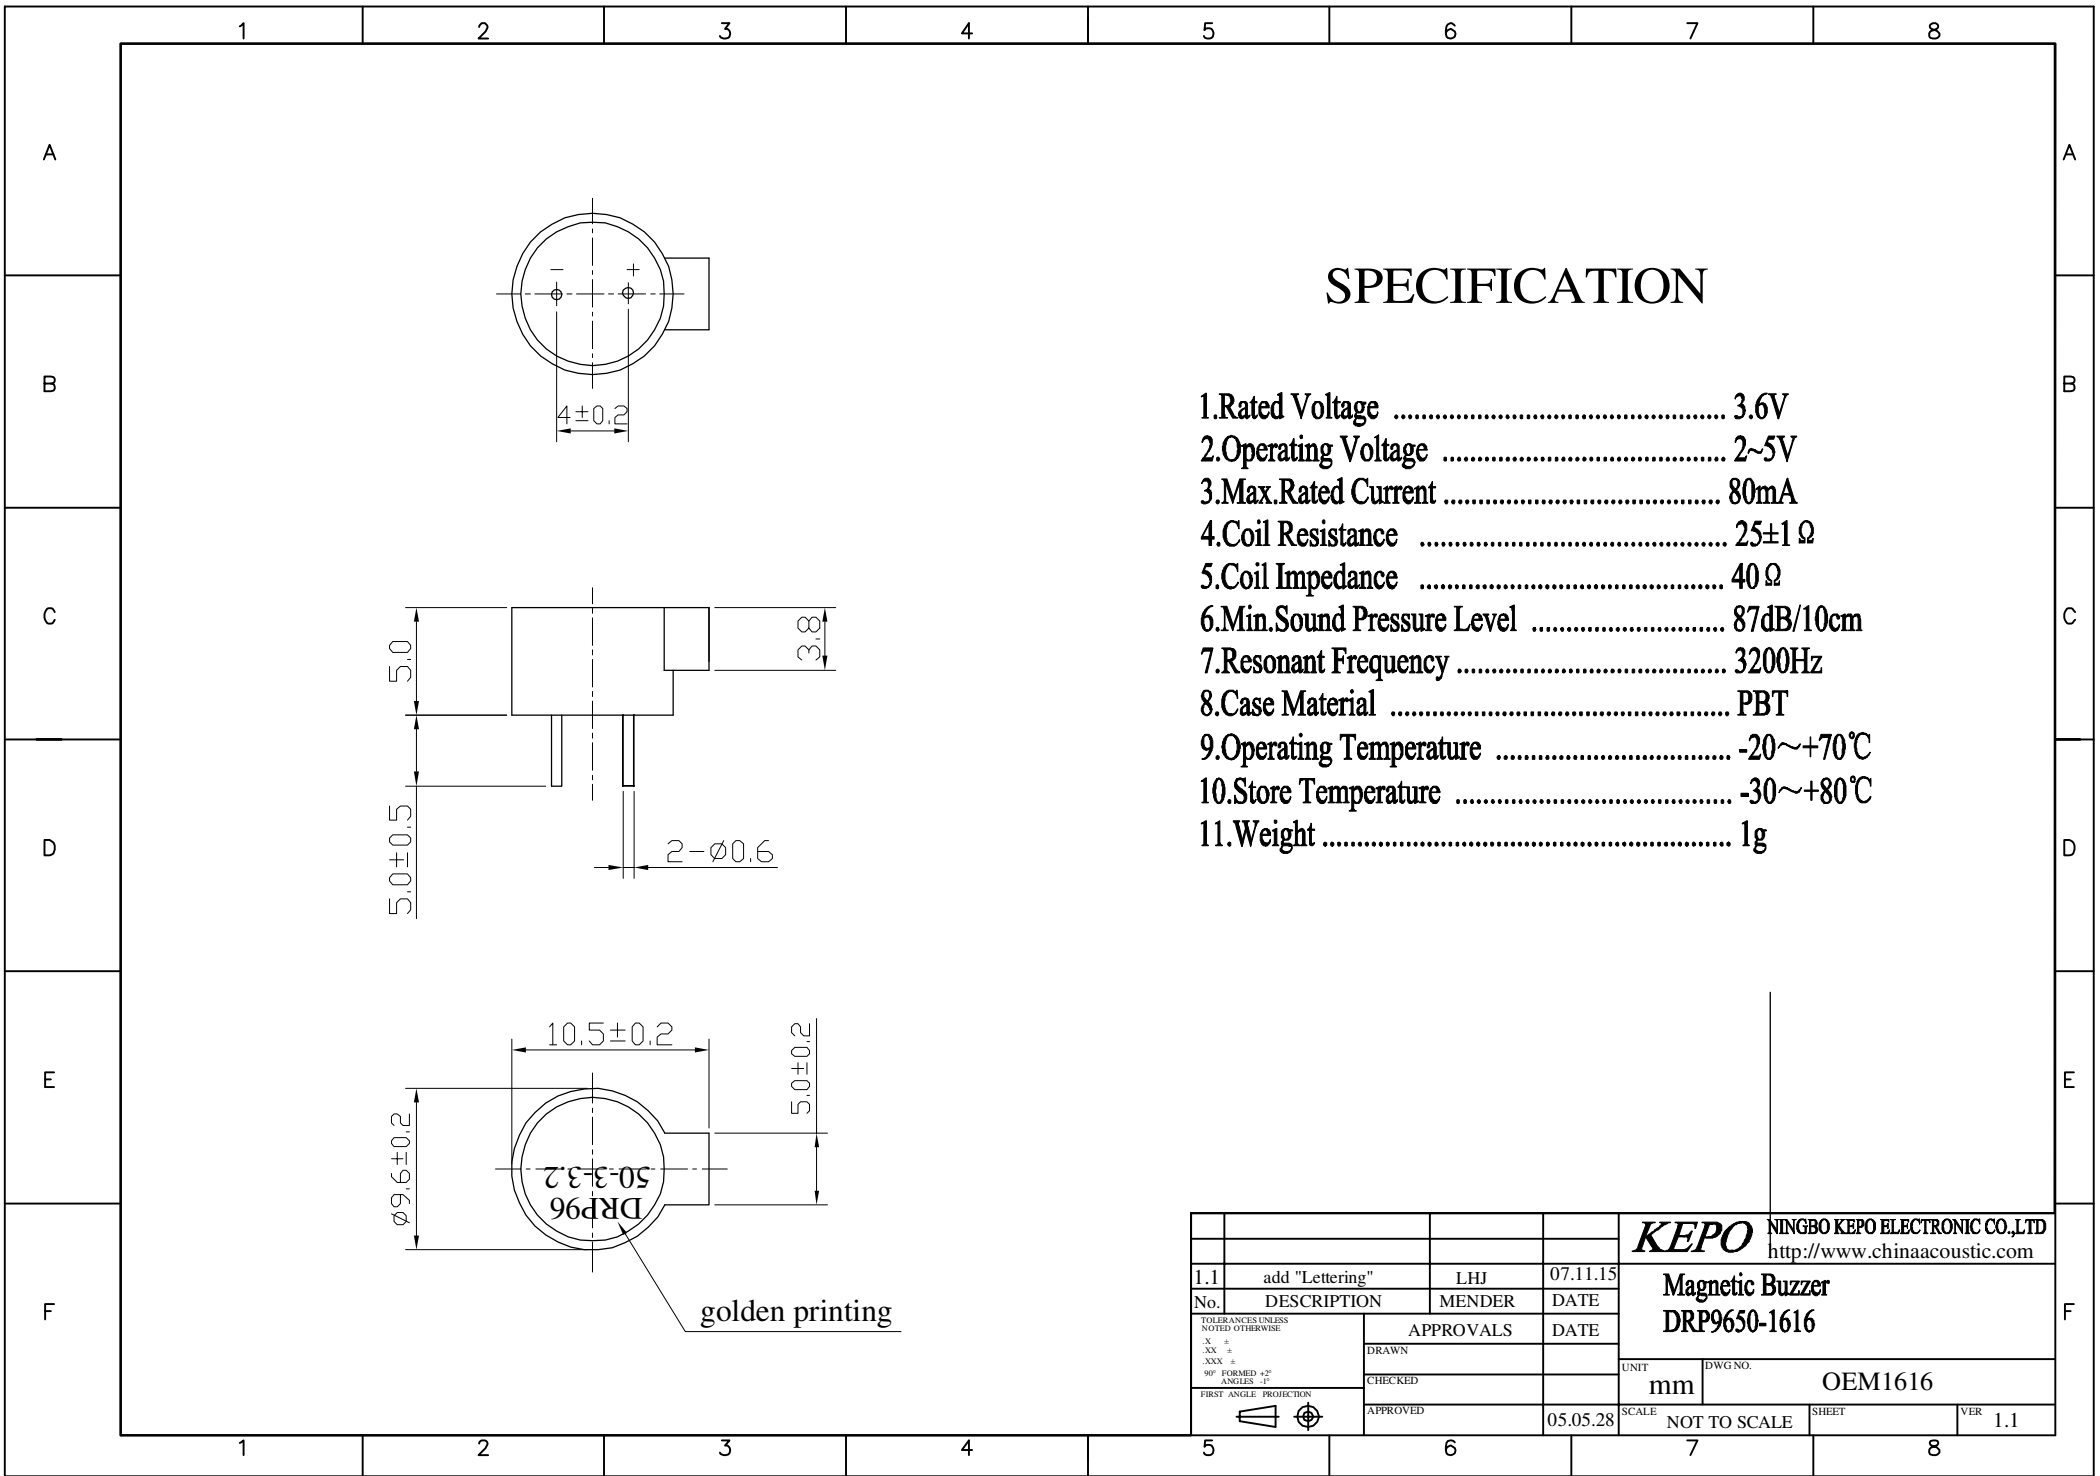 1 2 3 4 5 6 7 8
A A
B B
C C
D D
E E
F F
- +
4±0.2
5.0
3.8
5.0±0.5
2-Ø0.6
10.5±0.2
5.0±0.2
Ø9.6±0.2
DRP96
50-3-3.2
golden printing
SPECIFICATION
1.Rated Voltage ............................................... 3.6V
2.Operating Voltage ........................................ 2~5V
3.Max.Rated Current ....................................... 80mA
4.Coil Resistance ........................................... 25±1Ω
5.Coil Impedance ........................................... 40Ω
6.Min.Sound Pressure Level ........................... 87dB/10cm
7.Resonant Frequency ...................................... 3200Hz
8.Case Material ................................................ PBT
9.Operating Temperature ................................. -20～+70℃
10.Store Temperature ....................................... -30～+80℃
11.Weight .......................................................... 1g
KEPO NINGBO KEPO ELECTRONIC CO.,LTD
http://www.chinaacoustic.com
1.1 add "Lettering" LHJ 07.11.15
No. DESCRIPTION MENDER DATE
Magnetic Buzzer
DRP9650-1616
TOLERANCES UNLESS
NOTED OTHERWISE
.X ±
.XX ±
.XXX ±
90° FORMED +2°
ANGLES -1°
FIRST ANGLE PROJECTION
APPROVALS DATE
DRAWN
CHECKED
APPROVED 05.05.28
UNIT mm DWG NO. OEM1616
SCALE NOT TO SCALE SHEET VER 1.1
1 2 3 4 5 6 7 8